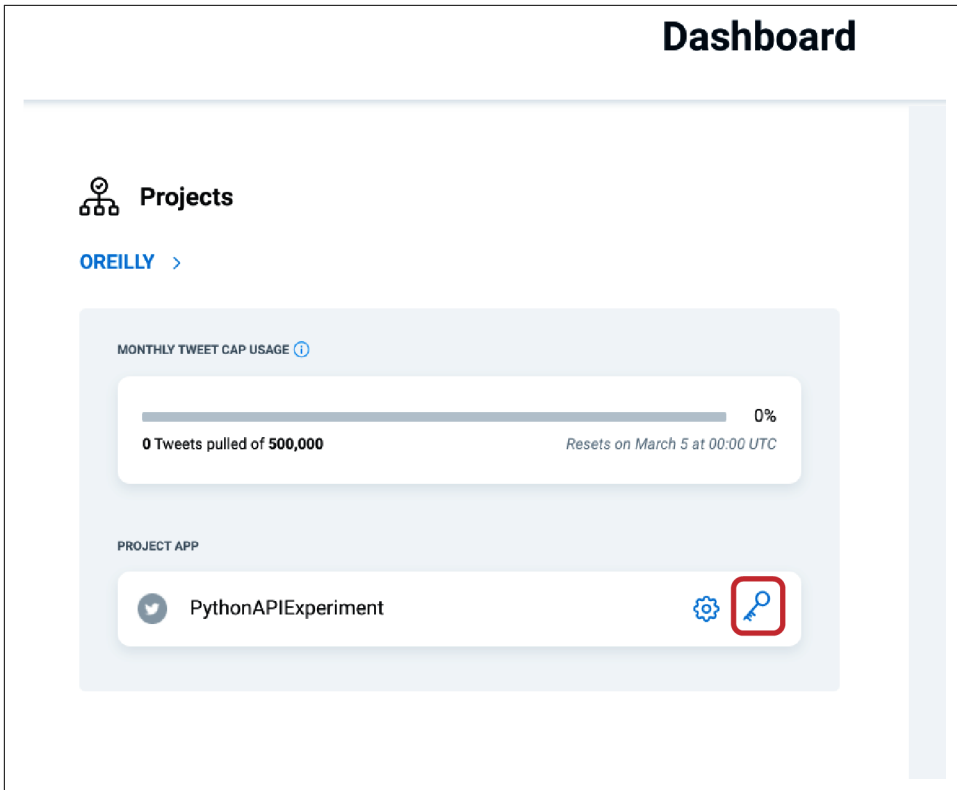 Dashboard
Projects
OREILLY >
MONTHLY TWEET CAP USAGE
0%
0 Tweets pulled of 500,000 Resets on March 5 at 00:00 UTC
PROJECT APP
PythonAPIExperiment